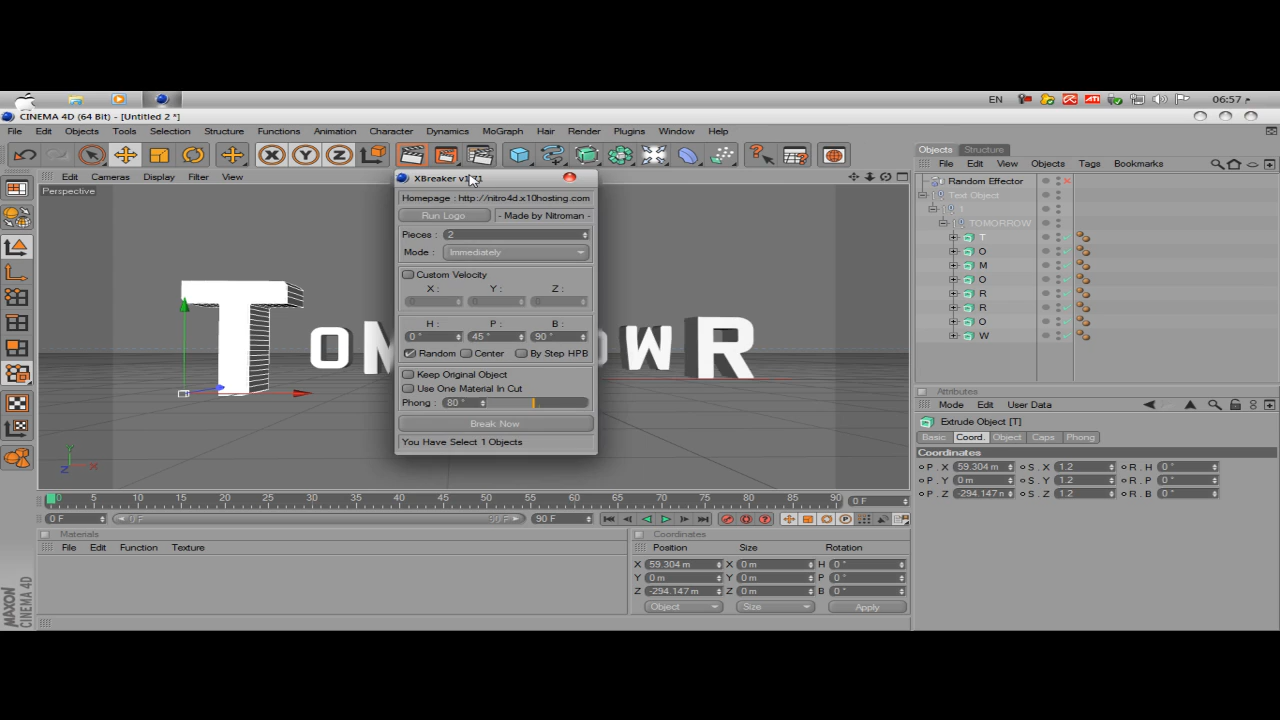 EN
06:57 م
CINEMA 4D (64 Bit) - [Untitled 2 *]
File Edit Objects Tools Selection Structure Functions Animation Character Dynamics MoGraph Hair Render Plugins Window Help
Edit Cameras Display Filter View
Perspective
TOMRWR
XBreaker
Homepage : http://nitro4d.x10hosting.com
Run Logo - Made by Nitroman -
Pieces : 2
Mode : Immediately
Custom Velocity
X : Y : Z :
0 0 0
H : P : B :
0 ° 45 ° 90 °
Random Center By Step HPB
Keep Original Object
Use One Material In Cut
Phong : 80 °
Break Now
You Have Select 1 Objects
Y
Z X
0 5 10 15 20 25 30 35 40 45 50 55 60 65 70 75 80 85 90 0 F
0 F 0 F 90 F 90 F
Materials
File Edit Function Texture
Coordinates
Position Size Rotation
X 59.304 m X 0 m H 0 °
Y 0 m Y 0 m P 0 °
Z -294.147 m Z 0 m B 0 °
Object Size Apply
MAXON
CINEMA 4D
Objects Structure
File Edit View Objects Tags Bookmarks
Random Effector
Text Object
1
TOMORROW
T
O
M
O
R
R
O
W
Attributes
Mode Edit User Data
Extrude Object [T]
Basic Coord. Object Caps Phong
Coordinates
P . X 59.304 m S . X 1.2 R . H 0 °
P . Y 0 m S . Y 1.2 R . P 0 °
P . Z -294.147 m S . Z 1.2 R . B 0 °